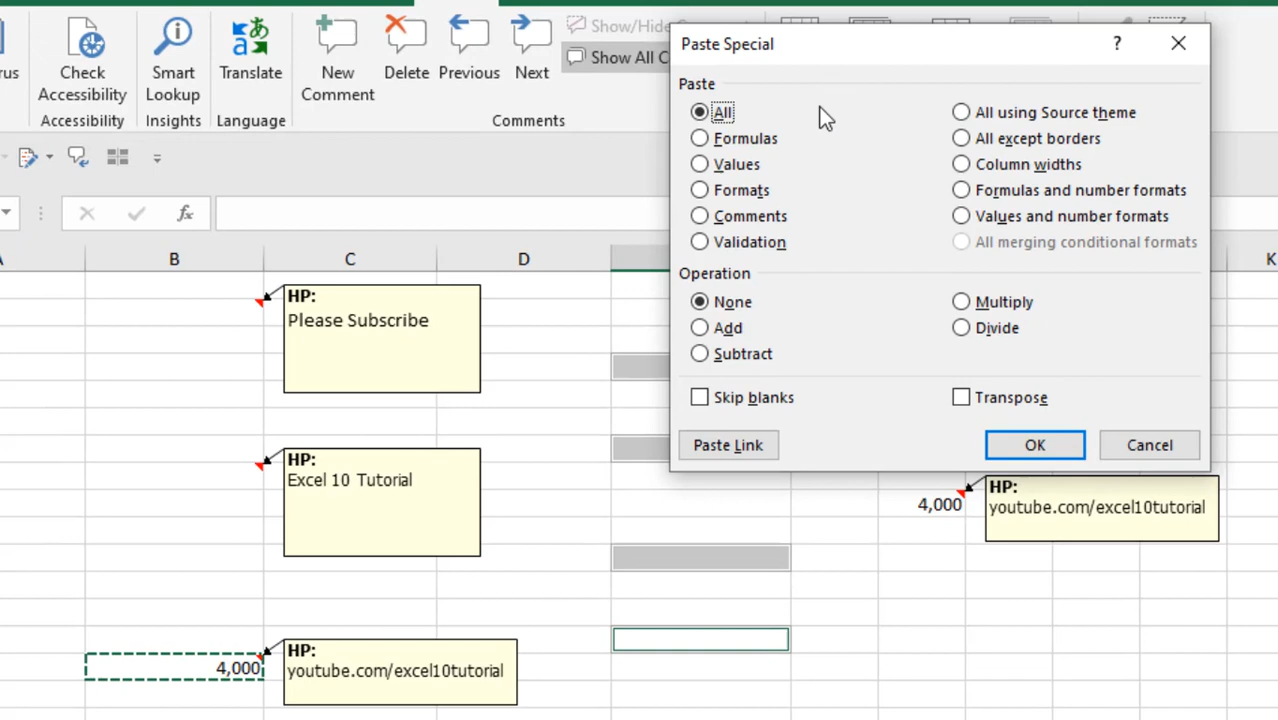 rus
Check Accessibility
Accessibility
Smart Lookup
Insights
Translate
Language
New Comment
Delete
Previous
Next
Show/Hide
Show All C
Comments
fx
B C D K
HP:
Please Subscribe
HP:
Excel 10 Tutorial
4,000
HP:
youtube.com/excel10tutorial
4,000
HP:
youtube.com/excel10tutorial
Paste Special
?
Paste
All
All using Source theme
Formulas
All except borders
Values
Column widths
Formats
Formulas and number formats
Comments
Values and number formats
Validation
All merging conditional formats
Operation
None
Multiply
Add
Divide
Subtract
Skip blanks
Transpose
Paste Link
OK
Cancel